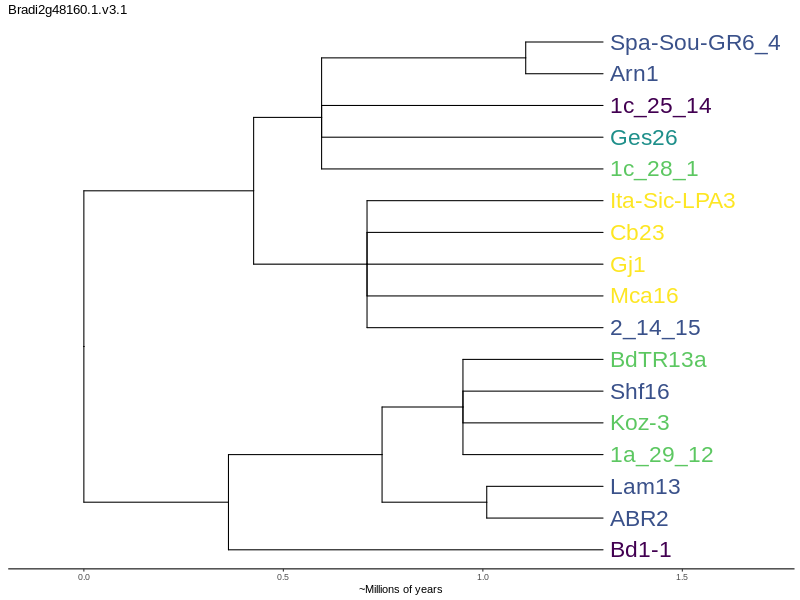 Bradi2g48160.1.v3.1
Spa-Sou-GR6_4
Arn1
1c_25_14
Ges26
1c_28_1
Ita-Sic-LPA3
Cb23
Gj1
Mca16
2_14_15
BdTR13a
Shf16
Koz-3
1a_29_12
Lam13
ABR2
Bd1-1
0.0 0.5 1.0 1.5
~Millions of years